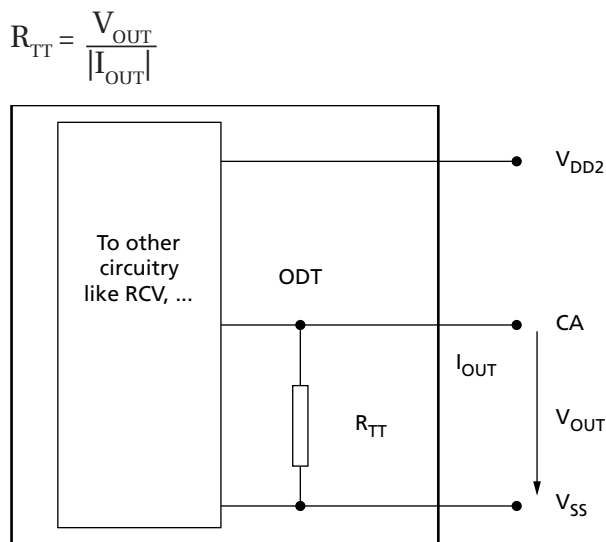 R_TT = V_OUT / |I_OUT|
V_DD2
To other
circuitry
like RCV, ...
ODT
CA
I_OUT
R_TT
V_OUT
V_SS